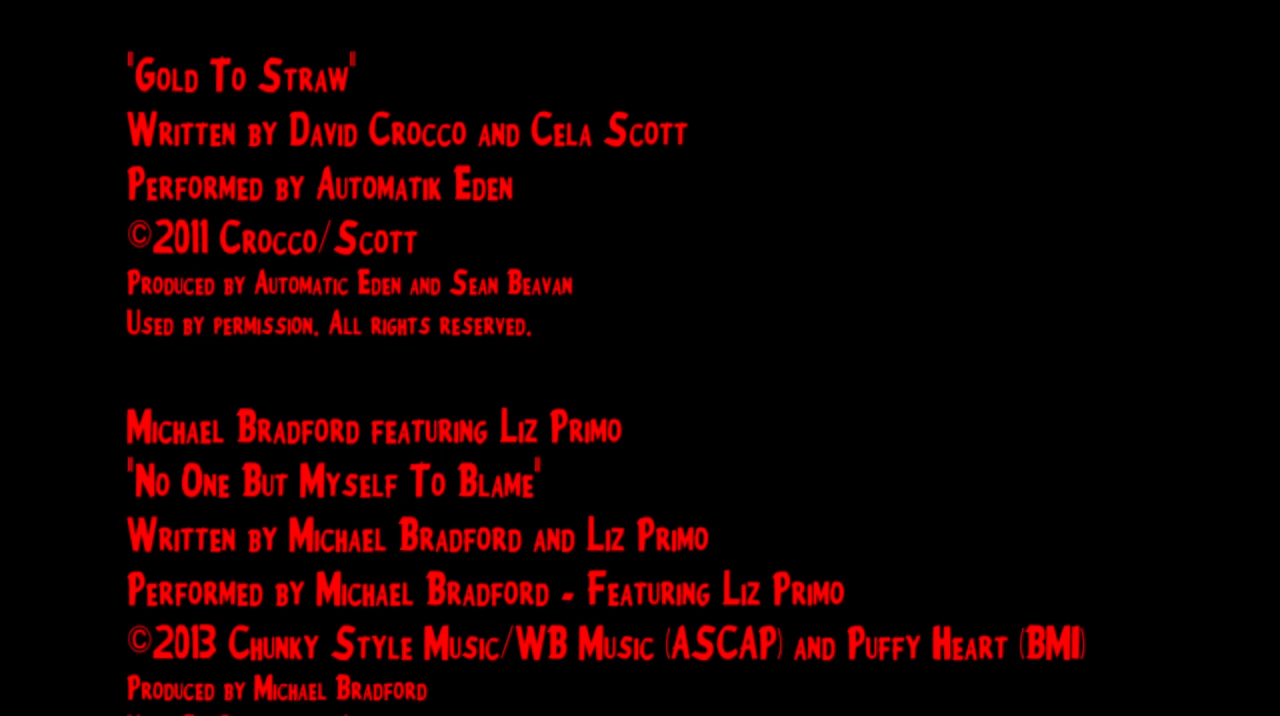 'Gold To Straw'
Written by David Crocco and Cela Scott
Performed by Automatik Eden
©2011 Crocco/Scott
Produced by Automatic Eden and Sean Beavan
Used by permission. All rights reserved.
Michael Bradford featuring Liz Primo
'No One But Myself To Blame'
Written by Michael Bradford and Liz Primo
Performed by Michael Bradford - Featuring Liz Primo
©2013 Chunky Style Music/WB Music (ASCAP) and Puffy Heart (BMI)
Produced by Michael Bradford